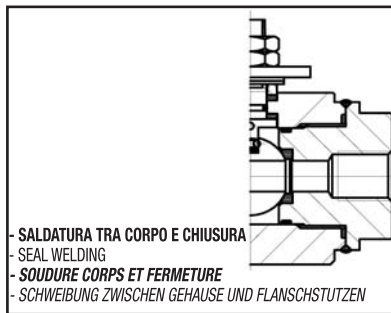 - SALDATURA TRA CORPO E CHIUSURA
- SEAL WELDING
- SOUDURE CORPS ET FERMETURE
- SCHWEIBUNG ZWISCHEN GEHAUSE UND FLANSCHSTUTZEN